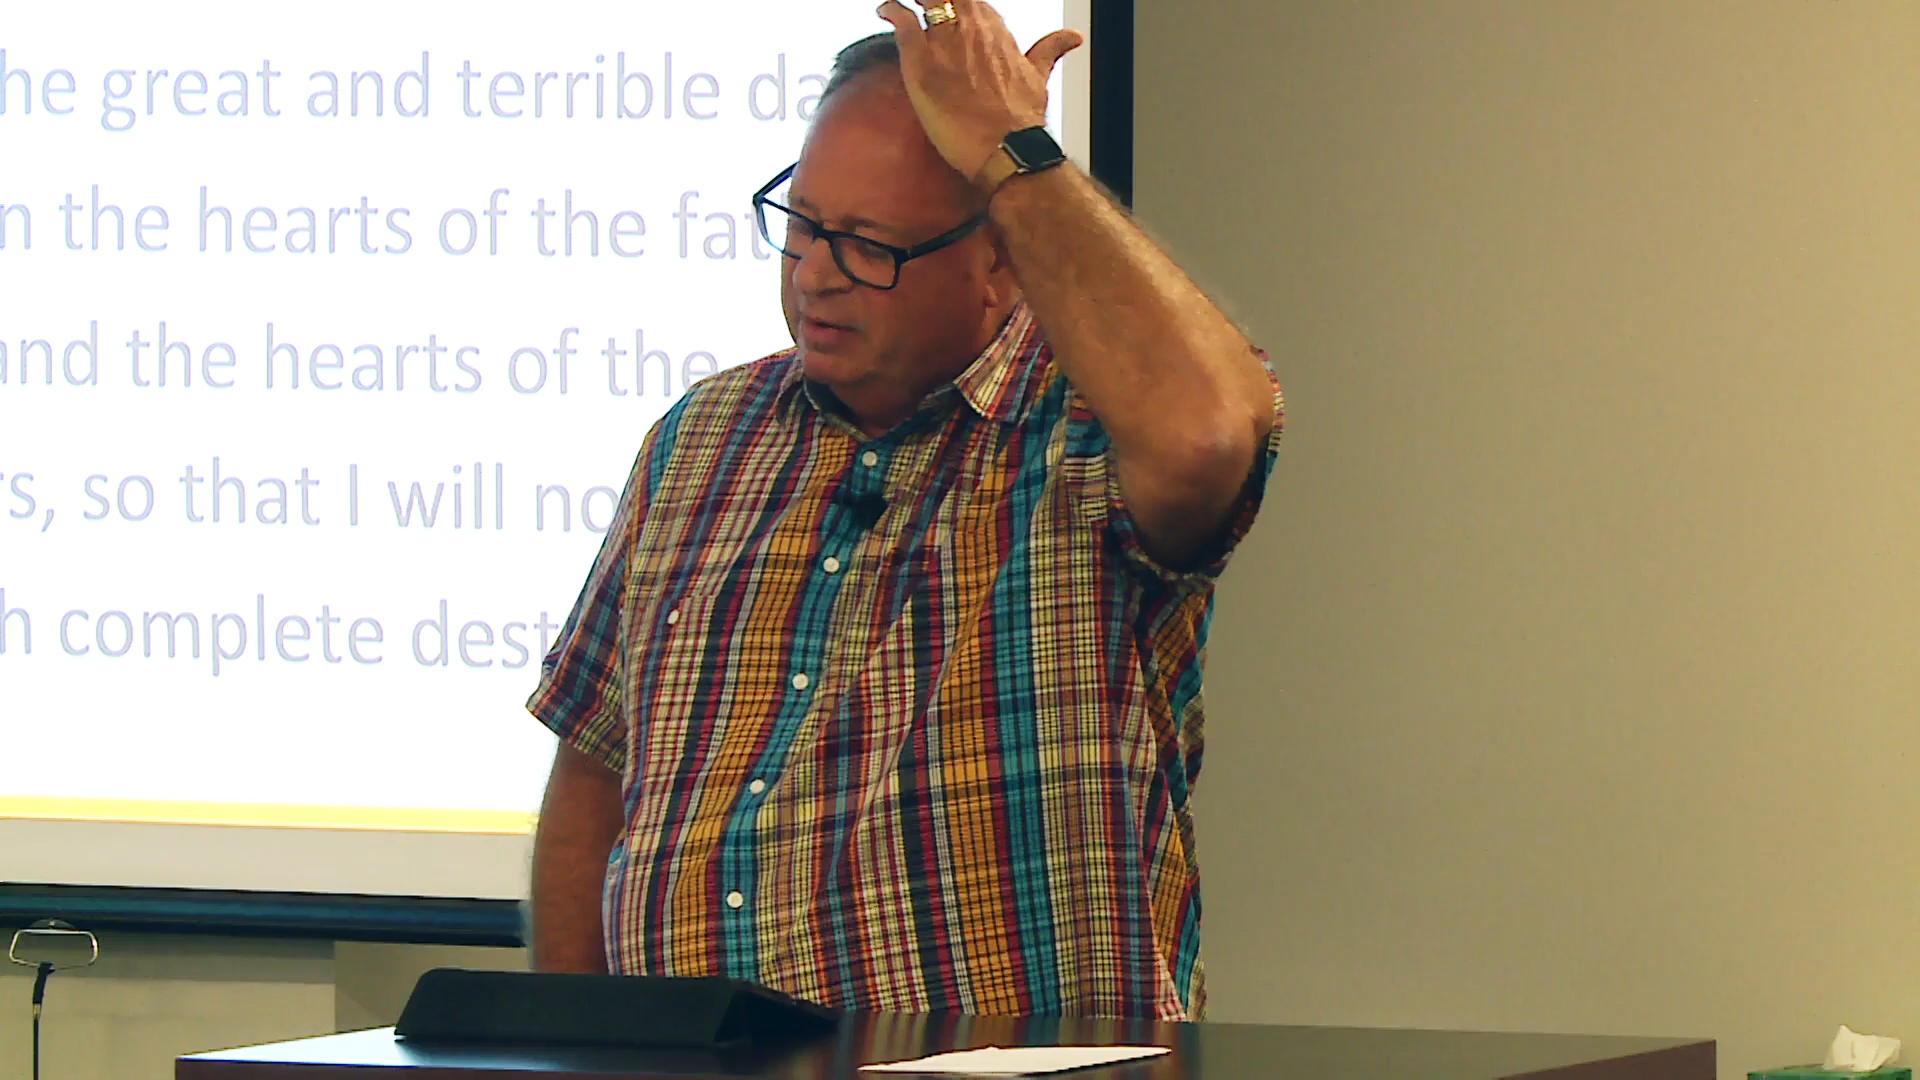 he great and terrible da
n the hearts of the fat
and the hearts of the
rs, so that I will no
h complete dest